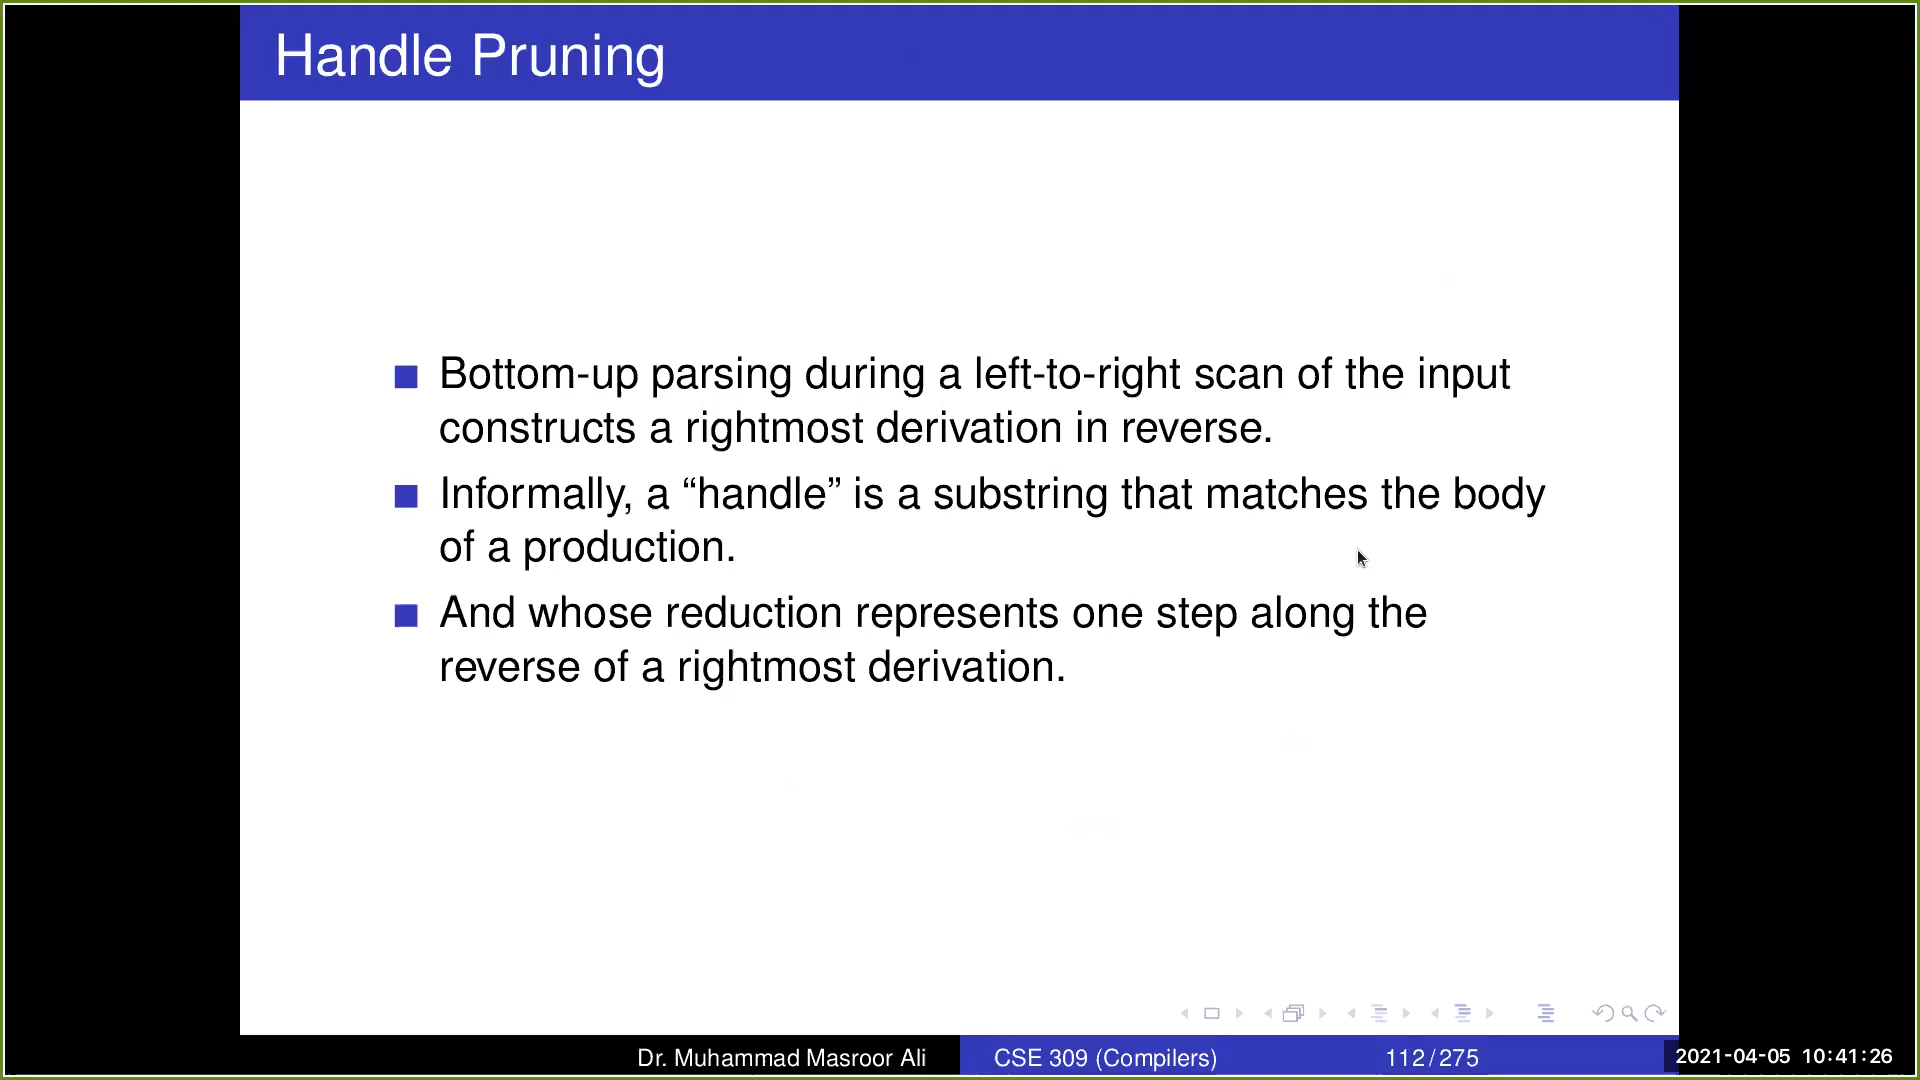 Handle Pruning
Bottom-up parsing during a left-to-right scan of the input
constructs a rightmost derivation in reverse.
Informally, a “handle” is a substring that matches the body
of a production.
And whose reduction represents one step along the
reverse of a rightmost derivation.
Dr. Muhammad Masroor Ali CSE 309 (Compilers) 112/275 2021-04-05 10:41:26